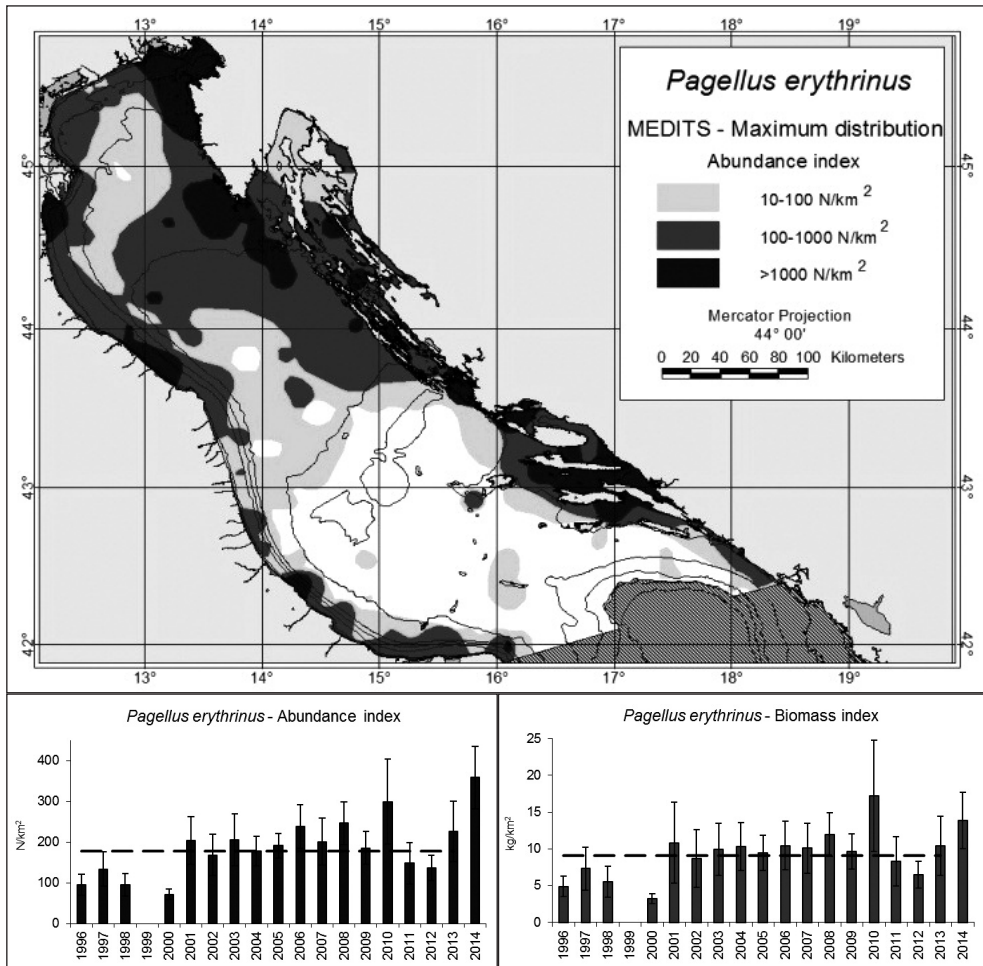 13° 14° 15° 16° 17° 18° 19°
Pagellus erythrinus
MEDITS - Maximum distribution
Abundance index
10-100 N/km²
100-1000 N/km²
>1000 N/km²
Mercator Projection
44° 00'
0 20 40 60 80 100 Kilometers
45° 45°
44° 44°
43° 43°
42° 42°
13° 14° 15° 16° 17° 18° 19°
Pagellus erythrinus - Abundance index
N/km²
400
300
200
100
0
1996 1997 1998 1999 2000 2001 2002 2003 2004 2005 2006 2007 2008 2009 2010 2011 2012 2013 2014
Pagellus erythrinus - Biomass index
kg/km²
25
20
15
10
5
0
1996 1997 1998 1999 2000 2001 2002 2003 2004 2005 2006 2007 2008 2009 2010 2011 2012 2013 2014